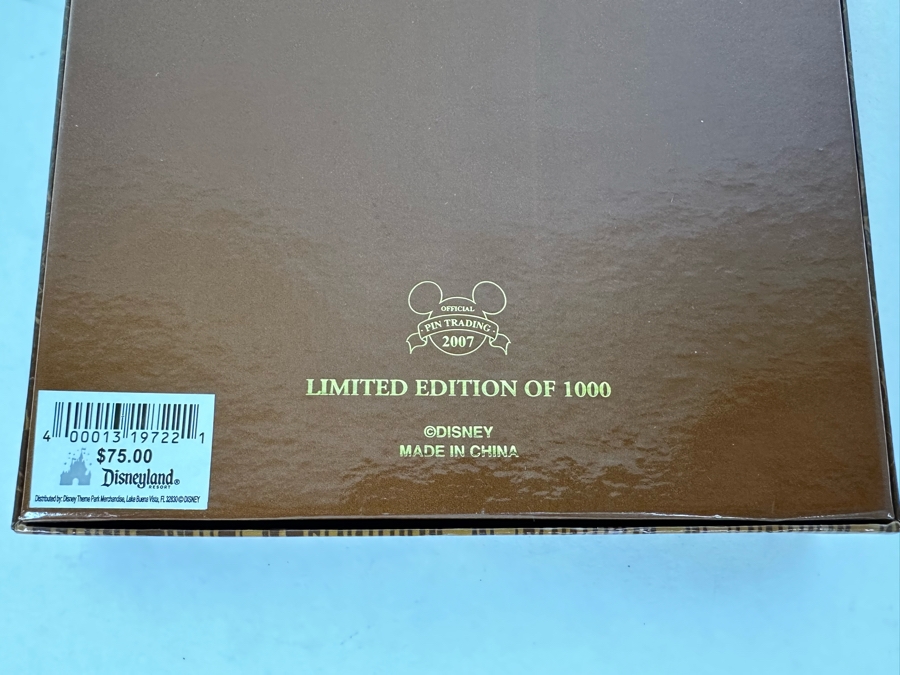 OFFICIAL
PIN TRADING
2007
LIMITED EDITION OF 1000
©DISNEY
MADE IN CHINA
4 00013 19722 1
$75.00
Disneyland®
RESORT
Distributed by: Disney Theme Park Merchandise, Lake Buena Vista, FL 32830 © DISNEY